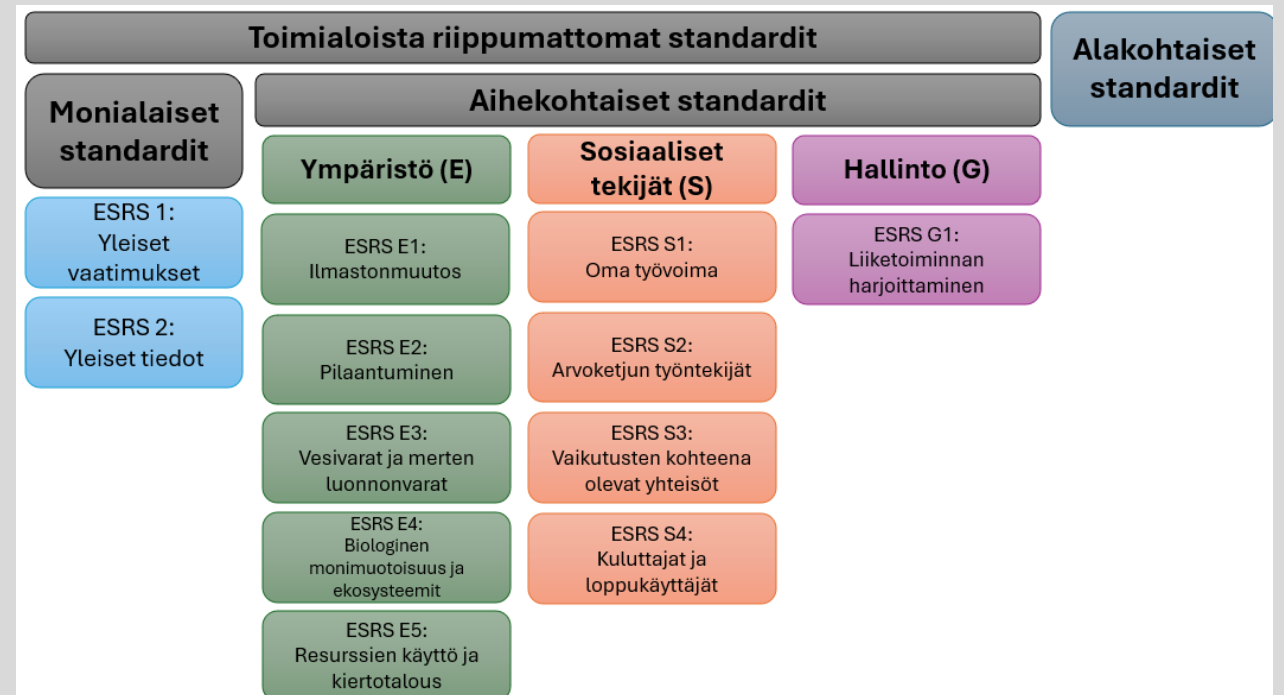 Toimialoista riippumattomat standardit
Alakohtaiset
standardit
Monialaiset
standardit
Aihekohtaiset standardit
ESRS 1:
Yleiset
vaatimukset
ESRS 2:
Yleiset tiedot
Ympäristö (E)
ESRS E1:
Ilmastonmuutos
ESRS E2:
Pilaantuminen
ESRS E3:
Vesivarat ja merten
luonnonvarat
ESRS E4:
Biologinen
monimuotoisuus ja
ekosysteemit
ESRS E5:
Resurssien käyttö ja
kiertotalous
Sosiaaliset
tekijät (S)
ESRS S1:
Oma työvoima
ESRS S2:
Arvoketjun työntekijät
ESRS S3:
Vaikutusten kohteena
olevat yhteisöt
ESRS S4:
Kuluttajat ja
loppukäyttäjät
Hallinto (G)
ESRS G1:
Liiketoiminnan
harjoittaminen